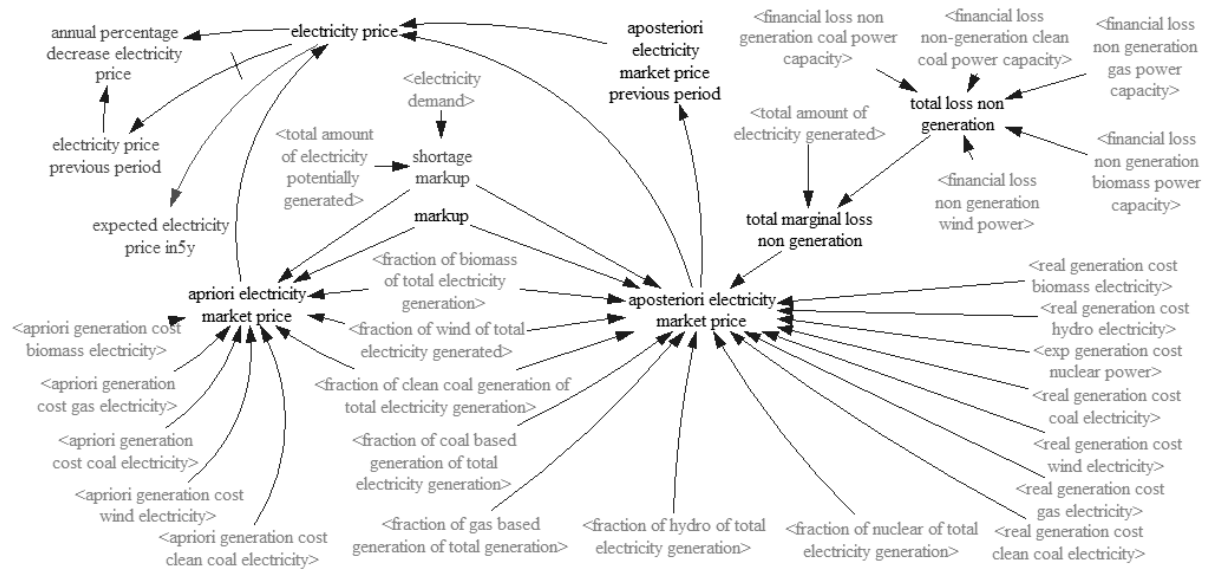 annual percentage
decrease electricity
price
electricity price
aposteriori
electricity
market price
previous period
<financial loss non
generation coal power
capacity>
<financial loss
non-generation clean
coal power capacity>
<financial loss
non generation
gas power
capacity>
<electricity
demand>
<total amount of
electricity generated>
total loss non
generation
electricity price
previous period
<total amount
of electricity
potentially
generated>
shortage
markup
<financial loss
non generation
biomass power
capacity>
<financial loss
non generation
wind power>
expected electricity
price in5y
markup
total marginal loss
non generation
<fraction of biomass
of total electricity
generation>
<real generation cost
biomass electricity>
apriori electricity
market price
aposteriori electricity
market price
<real generation cost
hydro electricity>
<apriori generation cost
biomass electricity>
<fraction of wind of total
electricity generated>
<exp generation cost
nuclear power>
<apriori generation
cost gas electricity>
<fraction of clean coal generation of
total electricity generation>
<real generation cost
coal electricity>
<apriori generation
cost coal electricity>
<fraction of coal based
generation of total
electricity generation>
<real generation cost
wind electricity>
<apriori generation cost
wind electricity>
<real generation cost
gas electricity>
<apriori generation cost
clean coal electricity>
<fraction of gas based
generation of total generation>
<fraction of hydro of total
electricity generation>
<fraction of nuclear of total
electricity generation>
<real generation cost
clean coal electricity>